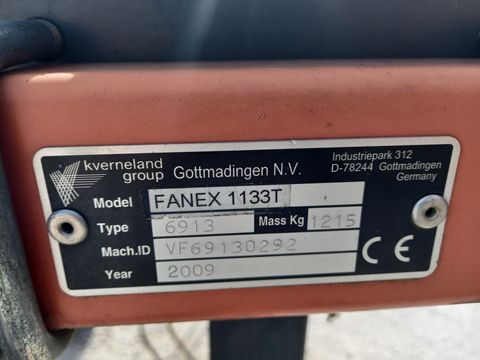 kverneland
group
Gottmadingen N.V.
Industriepark 312
D-78244 Gottmadingen
Germany
Model FANEX 1133T
Type 6913 Mass Kg 1215
Mach.ID VF69130292
Year 2009
CE